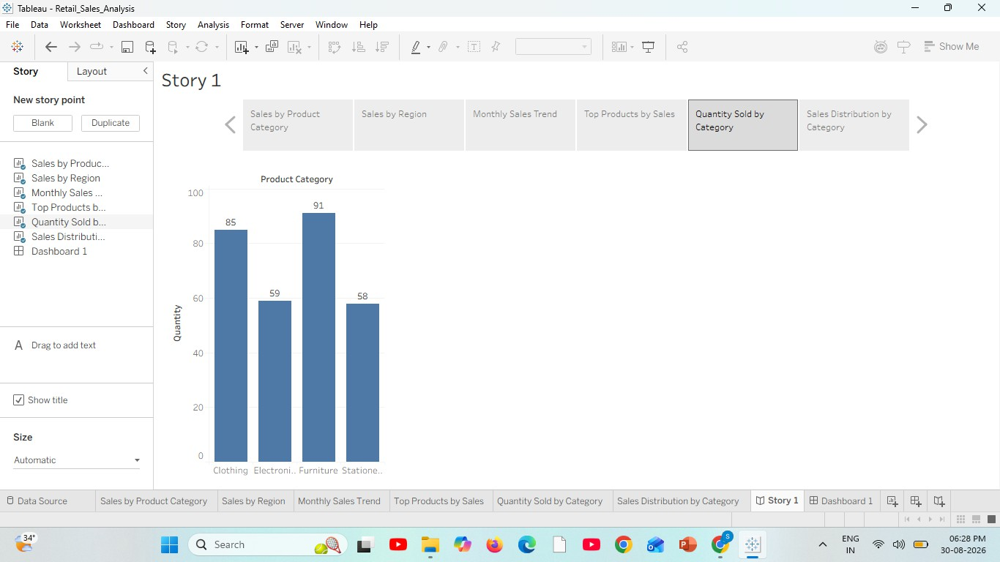 Tableau - Retail_Sales_Analysis
File Data Worksheet Dashboard Story Analysis Format Server Window Help
Show Me
Story Layout
New story point
Blank Duplicate
Sales by Produc...
Sales by Region
Monthly Sales ...
Top Products b...
Quantity Sold b...
Sales Distributi...
Dashboard 1
A Drag to add text
Show title
Size
Automatic
Story 1
Sales by Product
Category
Sales by Region
Monthly Sales Trend
Top Products by Sales
Quantity Sold by
Category
Sales Distribution by
Category
Product Category
Quantity
100
80
60
40
20
0
85
59
91
58
Clothing Electroni.. Furniture Statione..
Data Source Sales by Product Category Sales by Region Monthly Sales Trend Top Products by Sales Quantity Sold by Category Sales Distribution by Category Story 1 Dashboard 1
34°
Search
S
ENG
IN
06:28 PM
30-08-2026